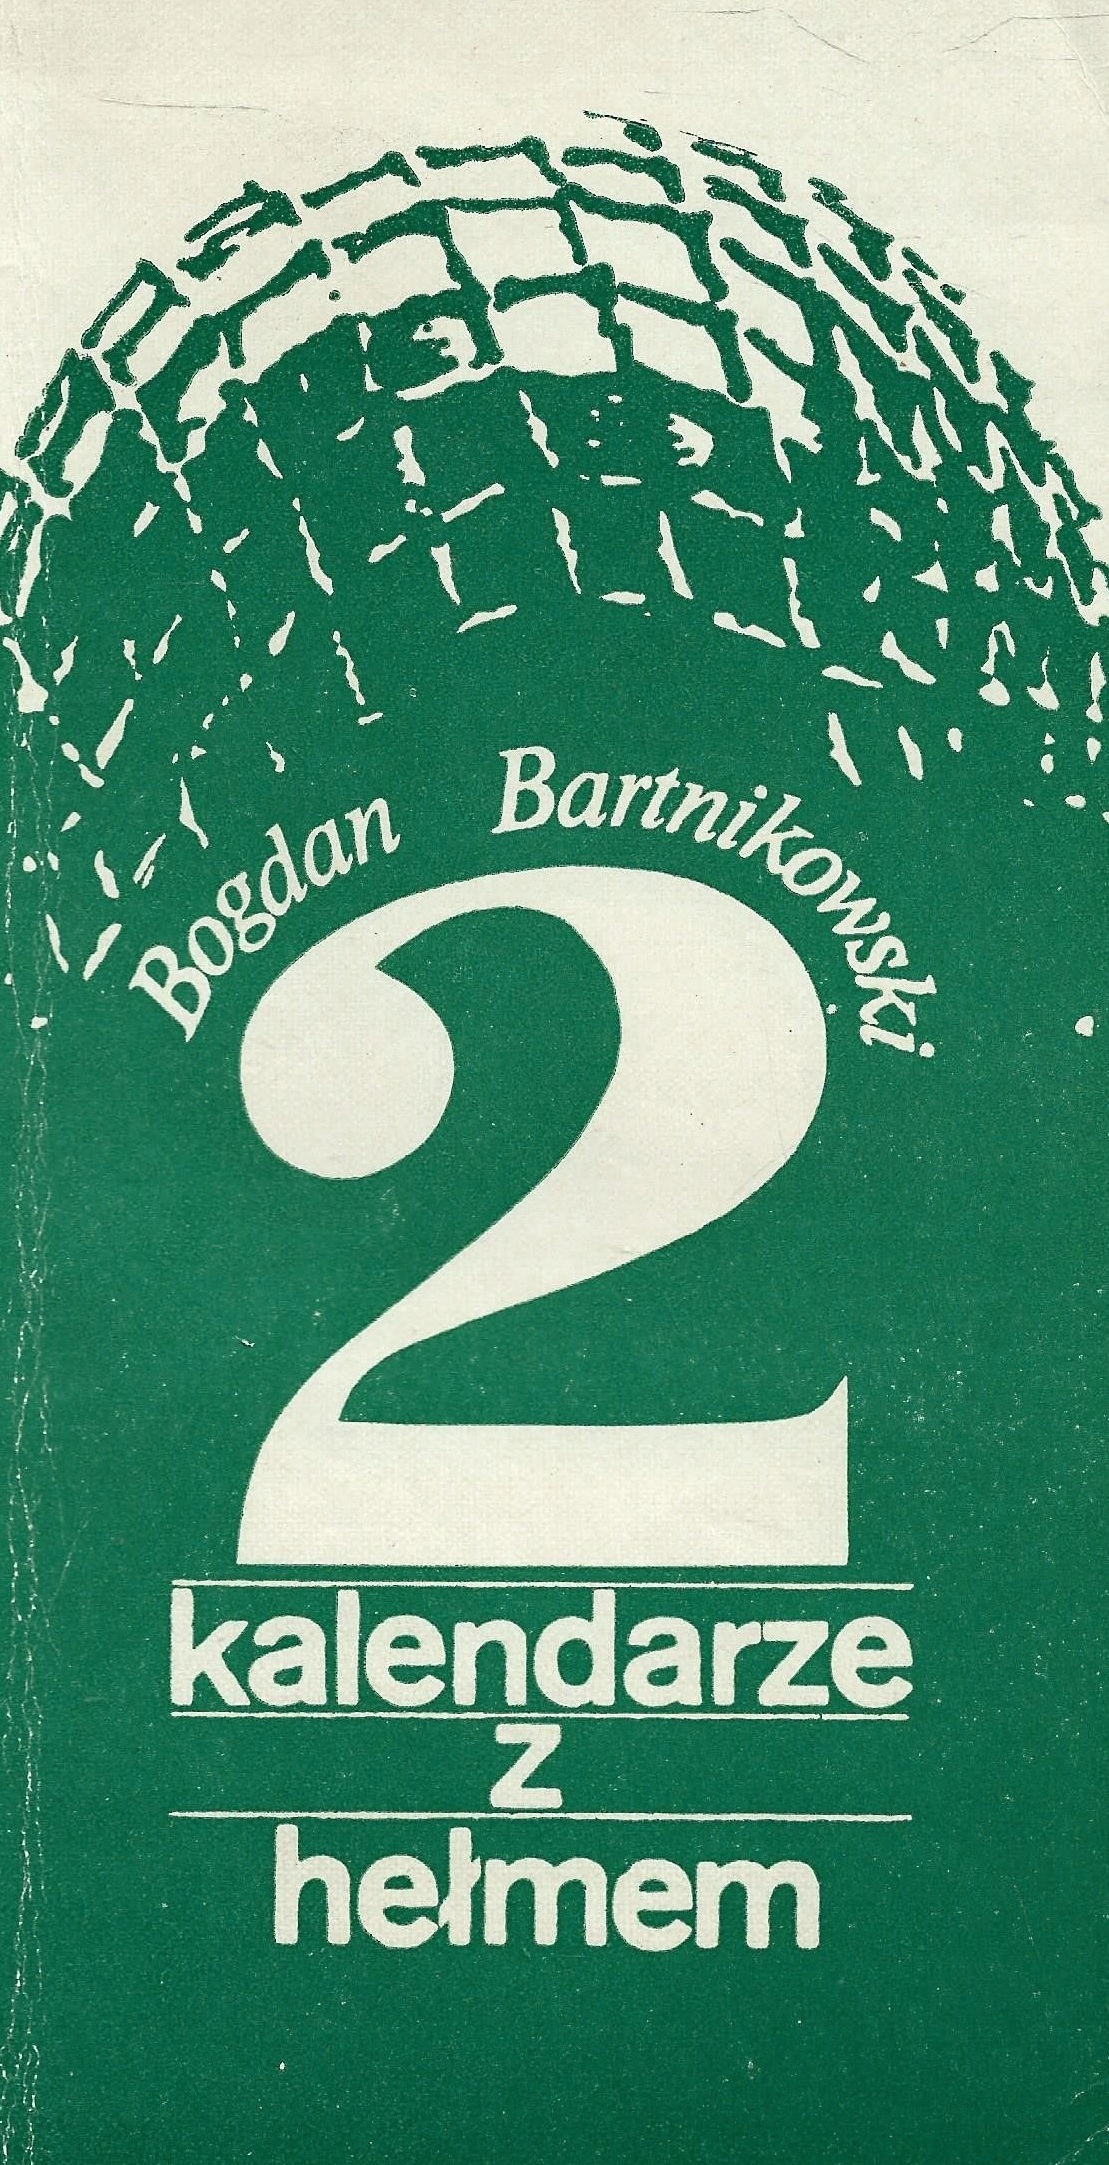 Bogdan Bartnikowski
2
kalendarze
z
hełmem